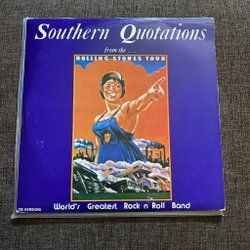 Southern Quotations
from the...
ROLLING STONES TOUR
World's Greatest Rock n' Roll Band